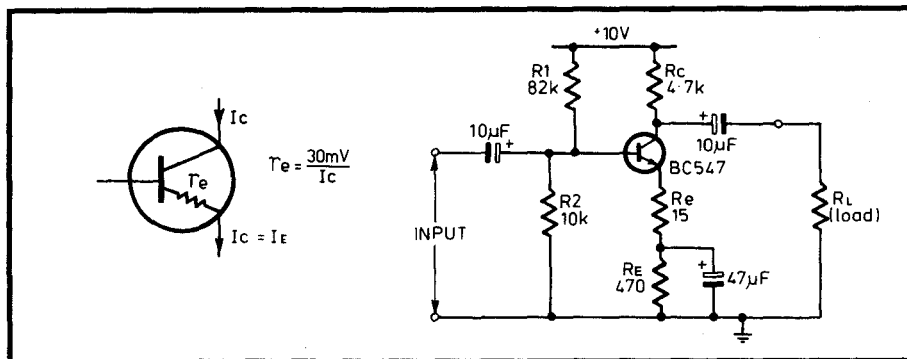 Ic
re
re = 30mV / Ic
Ic = IE
+10V
R1
82k
Rc
4·7k
10µF
+
+
10µF
BC547
R2
10k
INPUT
Re
15
RL
(load)
RE
470
+
47µF